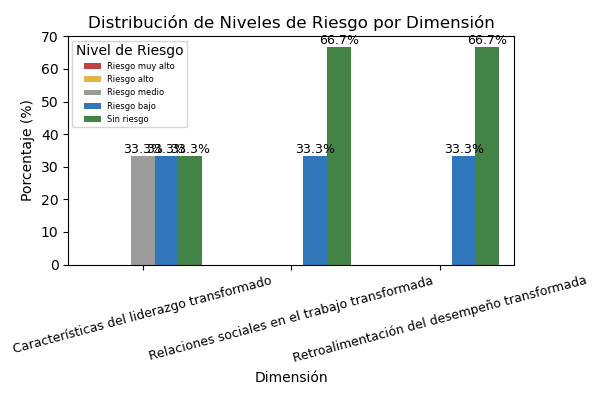 Distribución de Niveles de Riesgo por Dimensión
Porcentaje (%)
70
60
50
40
30
20
10
0
Nivel de Riesgo
Riesgo muy alto
Riesgo alto
Riesgo medio
Riesgo bajo
Sin riesgo
33.3%
33.3%
33.3%
33.3%
66.7%
33.3%
66.7%
Características del liderazgo transformado
Relaciones sociales en el trabajo transformada
Retroalimentación del desempeño transformada
Dimensión